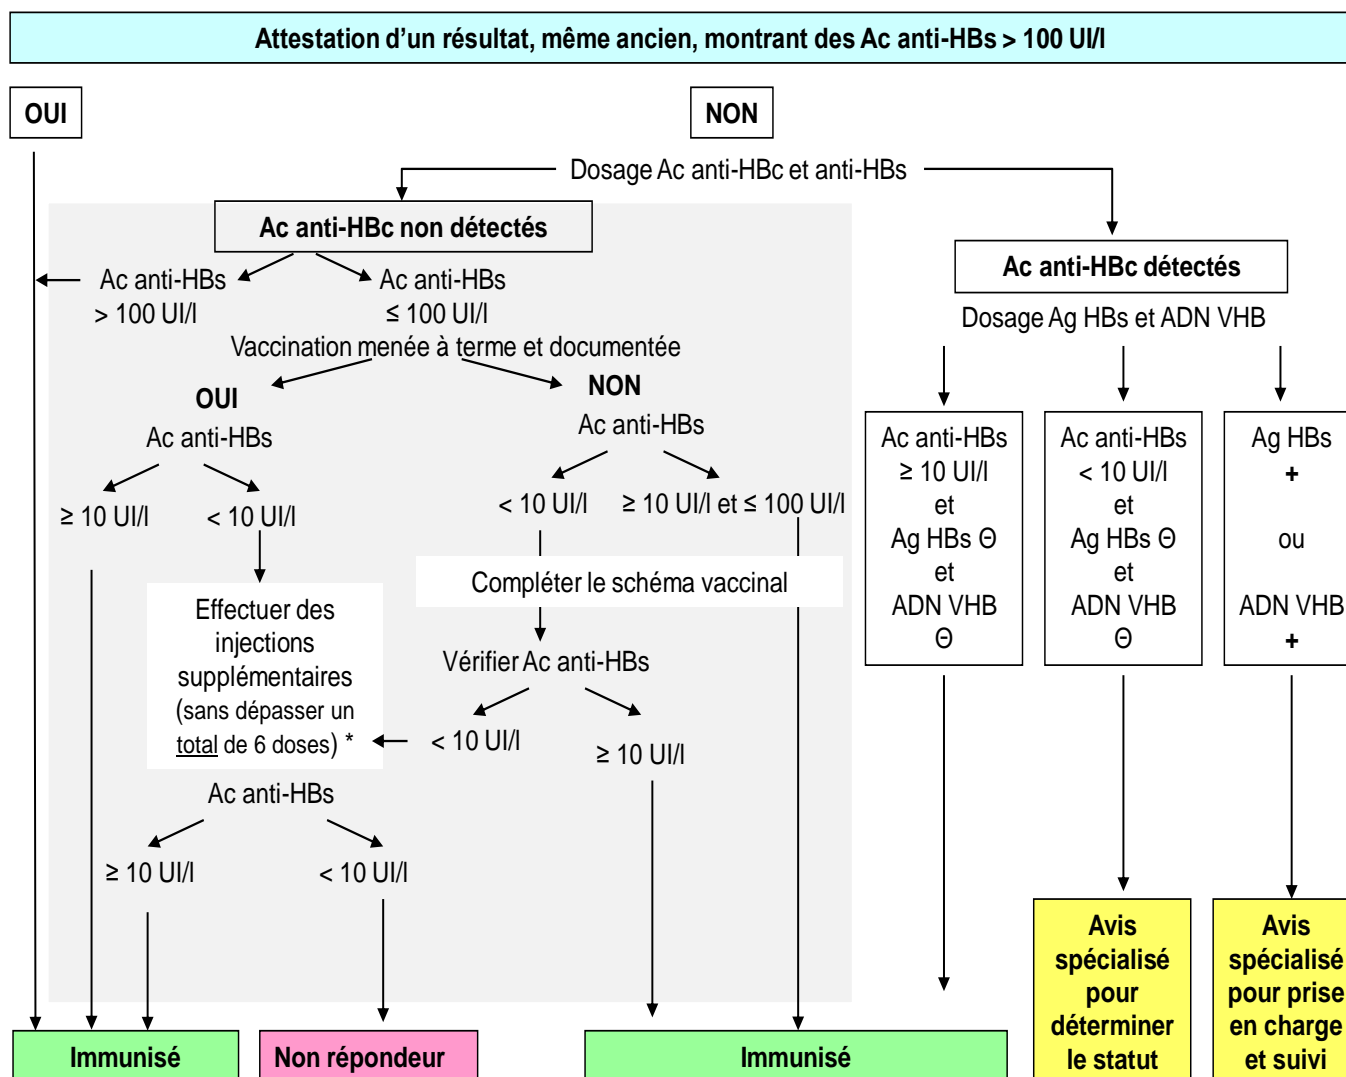 Attestation d'un résultat, même ancien, montrant des Ac anti-HBs > 100 UI/l
OUI
NON
Dosage Ac anti-HBc et anti-HBs
Ac anti-HBc non détectés
Ac anti-HBs
> 100 UI/l
Ac anti-HBs
≤ 100 UI/l
Vaccination menée à terme et documentée
OUI
Ac anti-HBs
≥ 10 UI/l
< 10 UI/l
NON
Ac anti-HBs
< 10 UI/l
≥ 10 UI/l et ≤ 100 UI/l
Effectuer des
injections
supplémentaires
(sans dépasser un
total de 6 doses) *
Compléter le schéma vaccinal
Vérifier Ac anti-HBs
< 10 UI/l
≥ 10 UI/l
Ac anti-HBs
≥ 10 UI/l
< 10 UI/l
Ac anti-HBc détectés
Dosage Ag HBs et ADN VHB
Ac anti-HBs
≥ 10 UI/l
et
Ag HBs Θ
et
ADN VHB
Θ
Ac anti-HBs
< 10 UI/l
et
Ag HBs Θ
et
ADN VHB
Θ
Ag HBs
+
ou
ADN VHB
+
Immunisé
Non répondeur
Immunisé
Avis
spécialisé
pour
déterminer
le statut
Avis
spécialisé
pour prise
en charge
et suivi